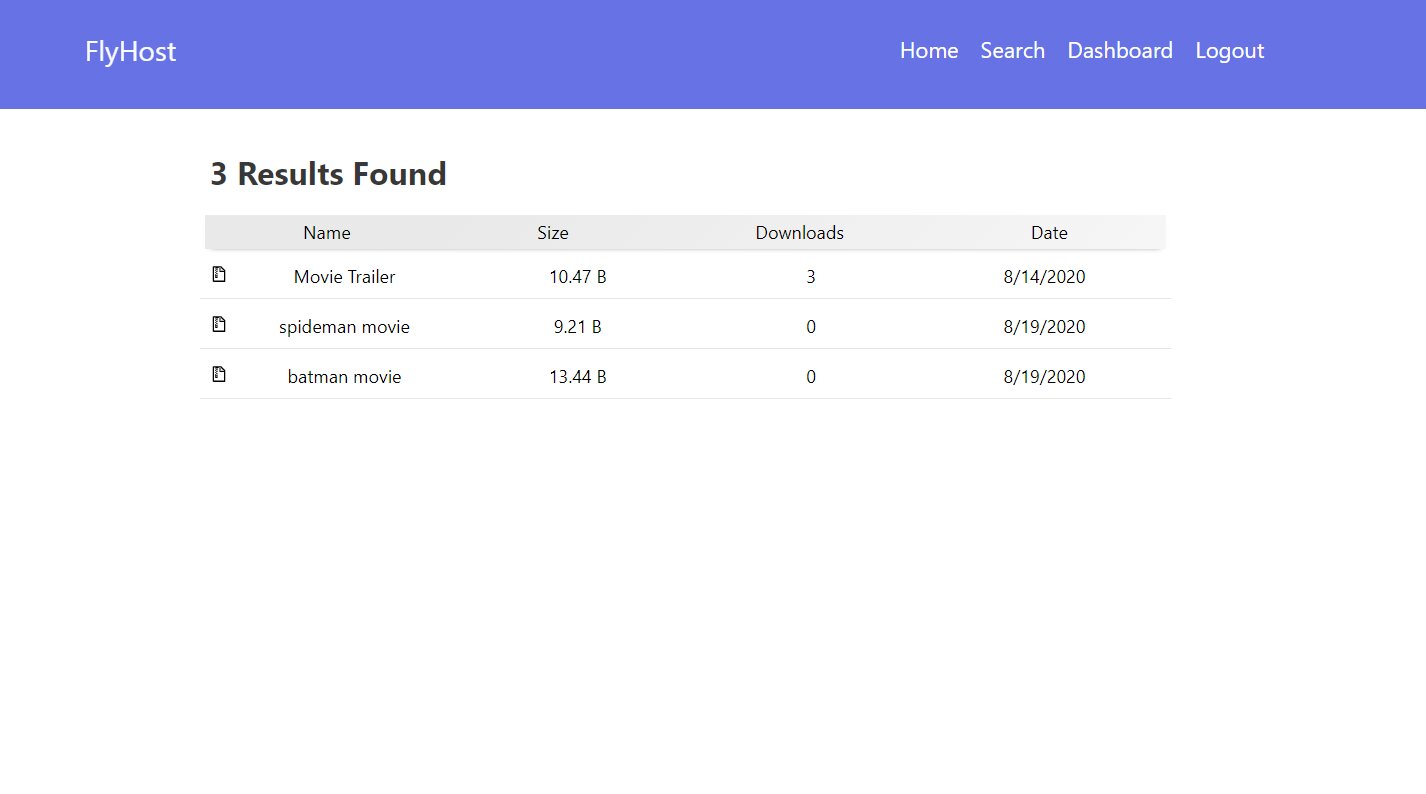 FlyHost Home Search Dashboard Logout
3 Results Found
Name Size Downloads Date
Movie Trailer 10.47 B 3 8/14/2020
spideman movie 9.21 B 0 8/19/2020
batman movie 13.44 B 0 8/19/2020